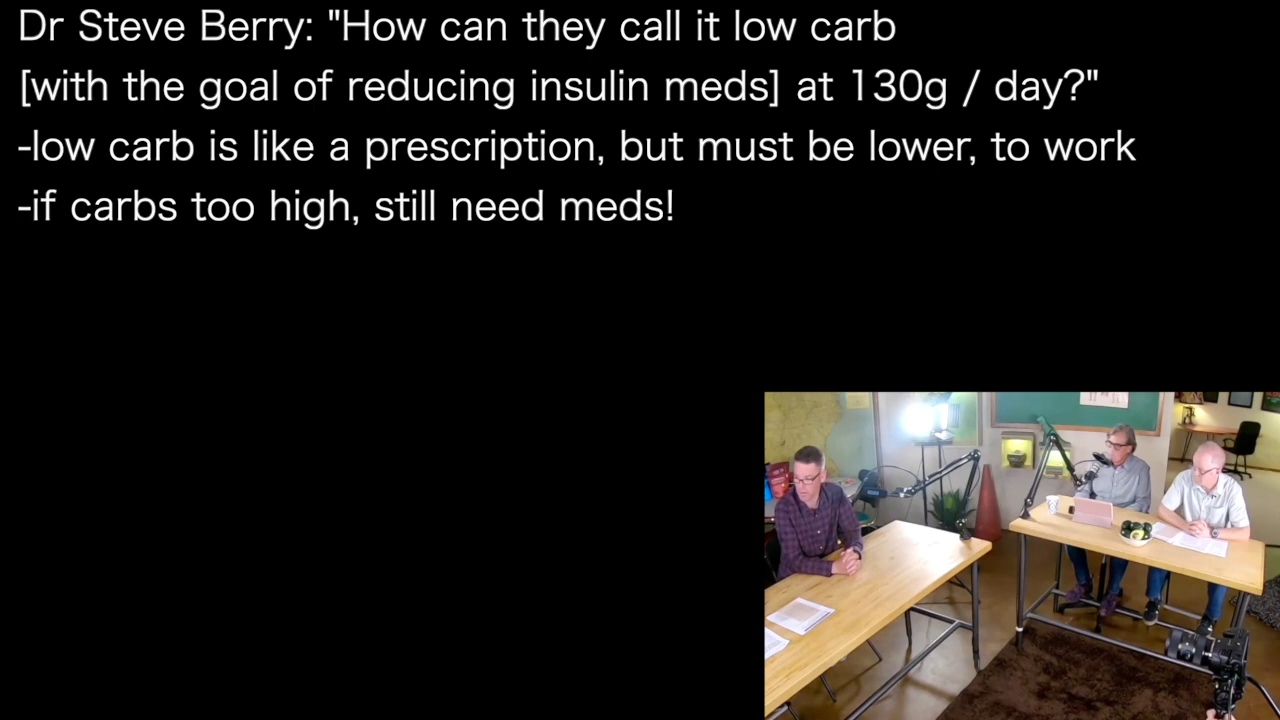 Dr Steve Berry: "How can they call it low carb
[with the goal of reducing insulin meds] at 130g / day?"
-low carb is like a prescription, but must be lower, to work
-if carbs too high, still need meds!